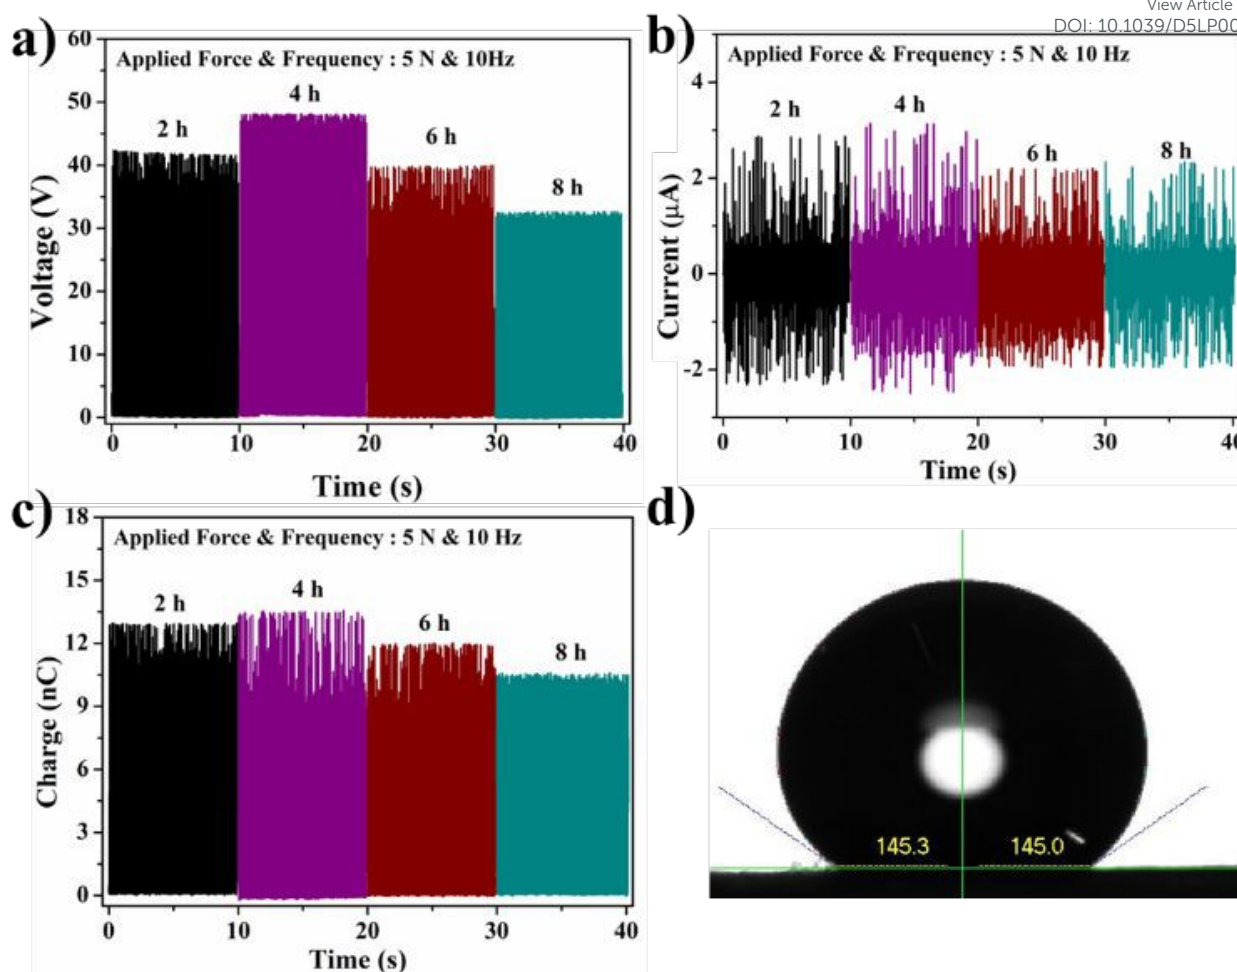 View Article
DOI: 10.1039/D5LP00
a)
Applied Force & Frequency : 5 N & 10Hz
2 h
4 h
6 h
8 h
60
50
40
30
20
10
0
Voltage (V)
0
10
20
30
40
Time (s)
b)
Applied Force & Frequency : 5 N & 10 Hz
2 h
4 h
6 h
8 h
4
2
0
-2
Current (μA)
0
10
20
30
40
Time (s)
c)
Applied Force & Frequency : 5 N & 10 Hz
2 h
4 h
6 h
8 h
18
15
12
9
6
3
0
Charge (nC)
0
10
20
30
40
Time (s)
d)
145.3
145.0